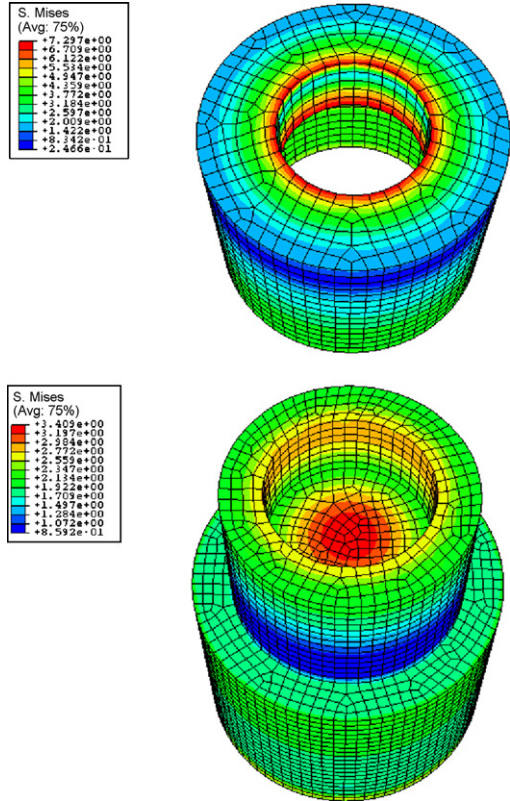 S. Mises
(Avg: 75%)
+7.297e+00
+6.709e+00
+6.122e+00
+5.534e+00
+4.947e+00
+4.359e+00
+3.772e+00
+3.184e+00
+2.597e+00
+2.009e+00
+1.422e+00
+8.342e-01
+2.466e-01
S. Mises
(Avg: 75%)
+3.409e+00
+3.197e+00
+2.984e+00
+2.772e+00
+2.559e+00
+2.347e+00
+2.134e+00
+1.922e+00
+1.709e+00
+1.497e+00
+1.284e+00
+1.072e+00
+8.592e-01